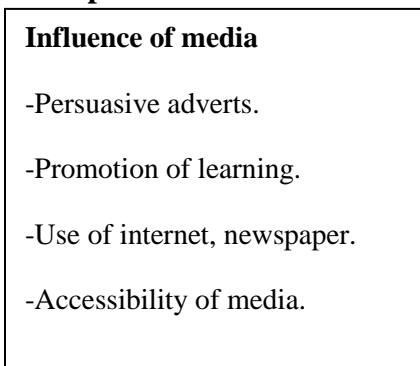 Influence of media
-Persuasive adverts.
-Promotion of learning.
-Use of internet, newspaper.
-Accessibility of media.